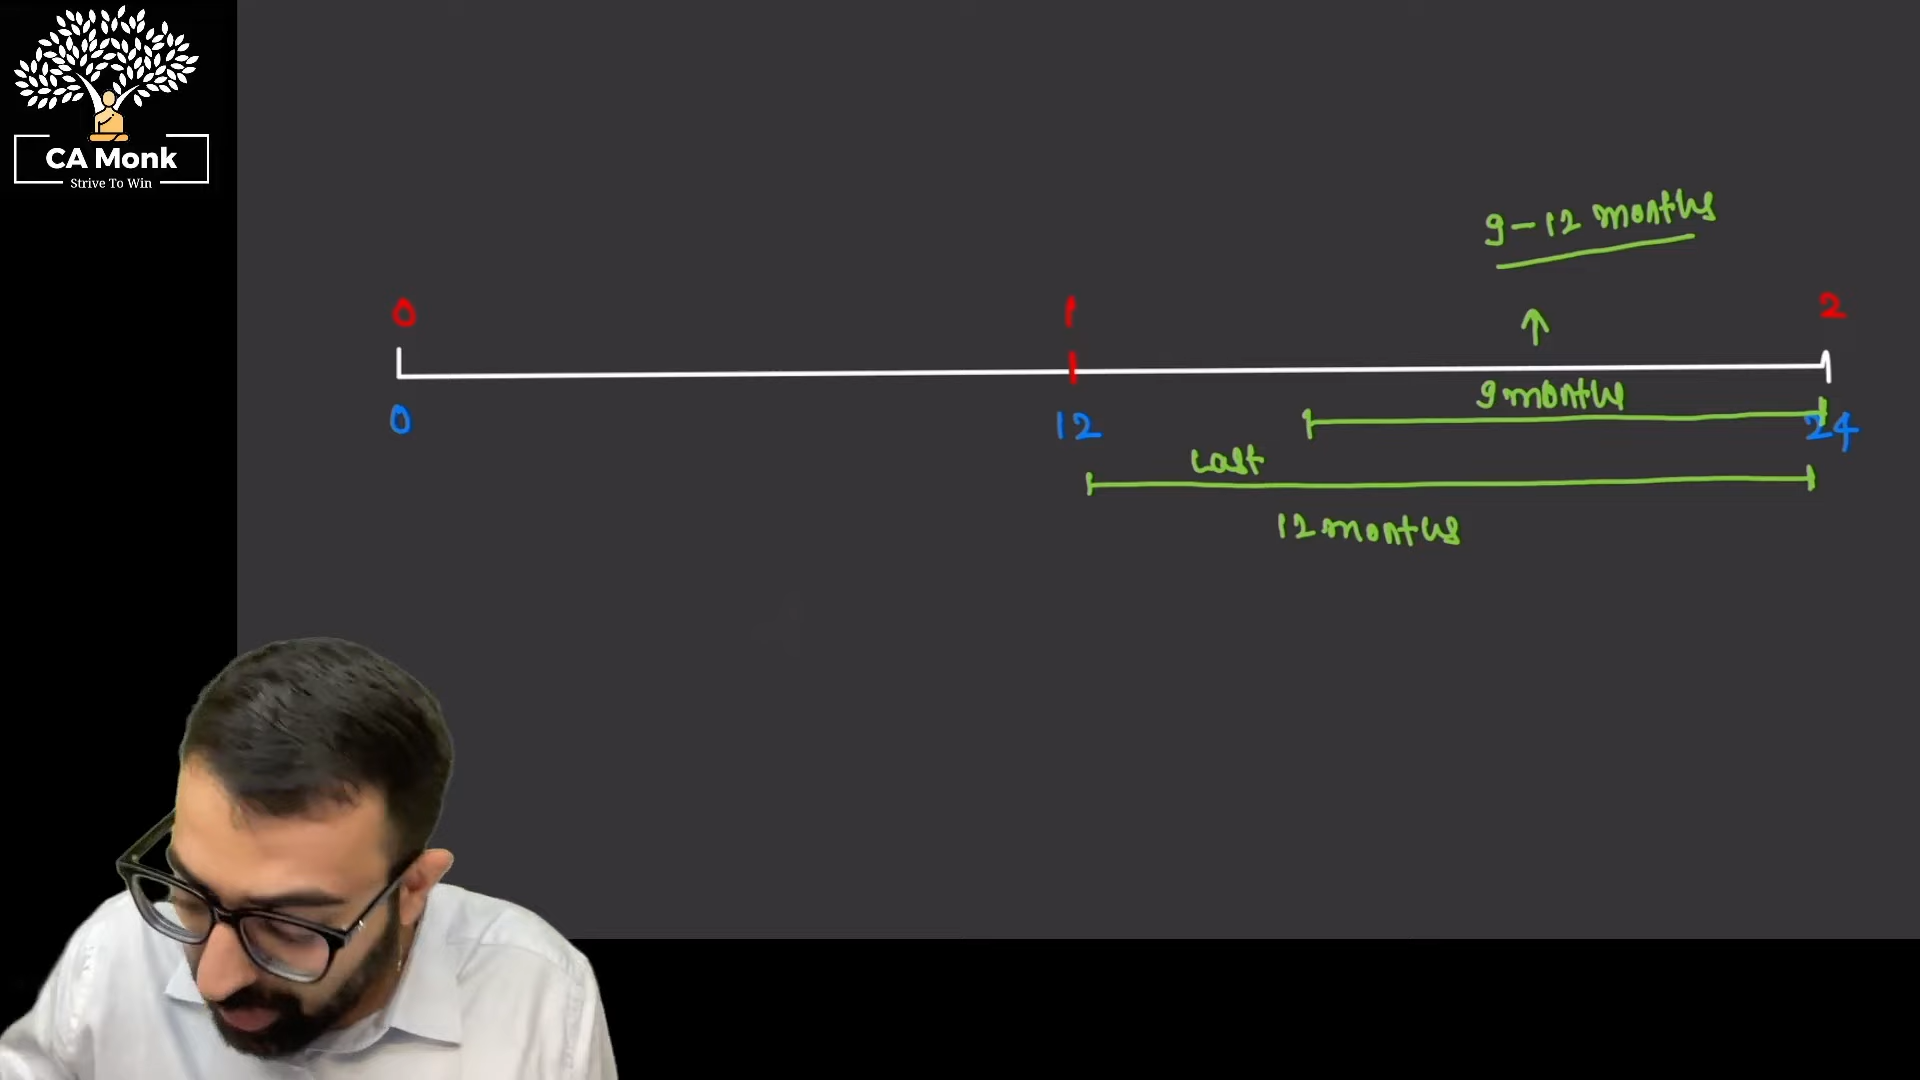 CA Monk
Strive To Win
9-12 months
0 1 2
9 months
0 12 24
Last
12 months